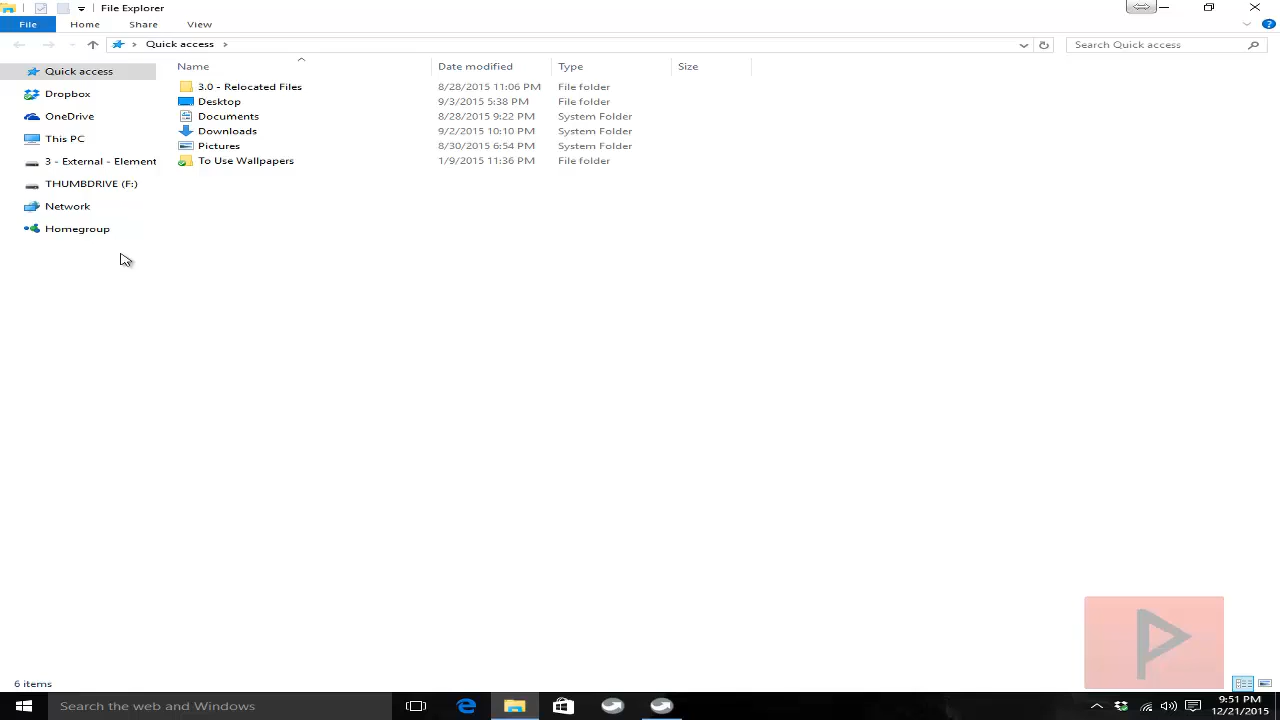 File Explorer
File Home Share View
Quick access
Search Quick access
Name Date modified Type Size
Quick access
Dropbox
OneDrive
This PC
3 - External - Element
THUMBDRIVE (F:)
Network
Homegroup
3.0 - Relocated Files 8/28/2015 11:06 PM File folder
Desktop 9/3/2015 5:38 PM File folder
Documents 8/28/2015 9:22 PM System Folder
Downloads 9/2/2015 10:10 PM System Folder
Pictures 8/30/2015 6:54 PM System Folder
To Use Wallpapers 1/9/2015 11:36 PM File folder
6 items
Search the web and Windows
9:51 PM
12/21/2015